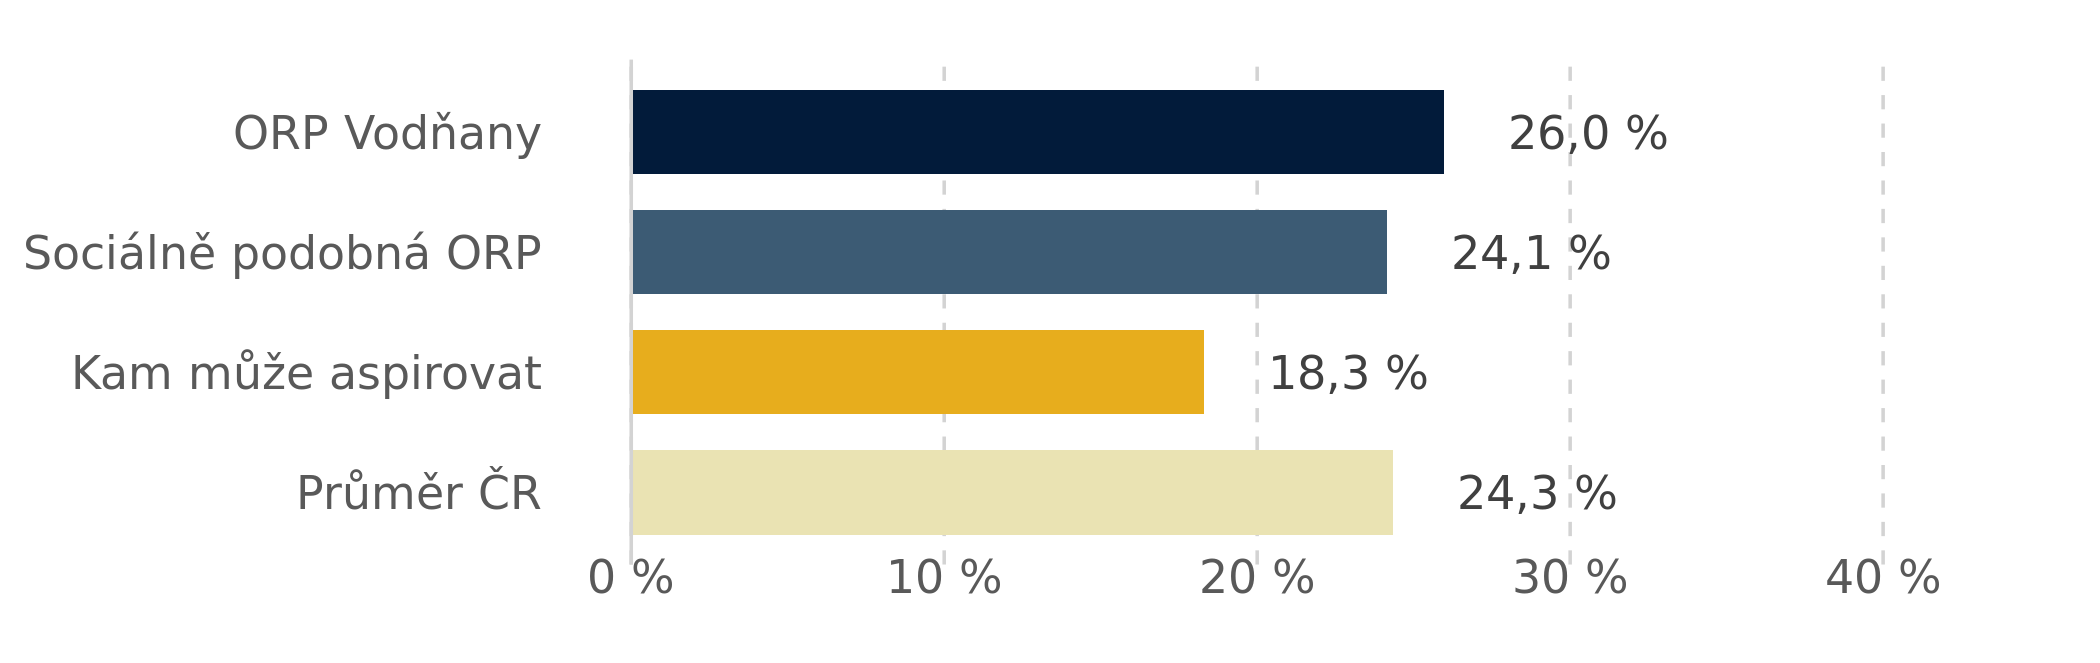 ORP Vodňany 26,0 %
Sociálně podobná ORP 24,1 %
Kam může aspirovat 18,3 %
Průměr ČR 24,3 %
0 % 10 % 20 % 30 % 40 %